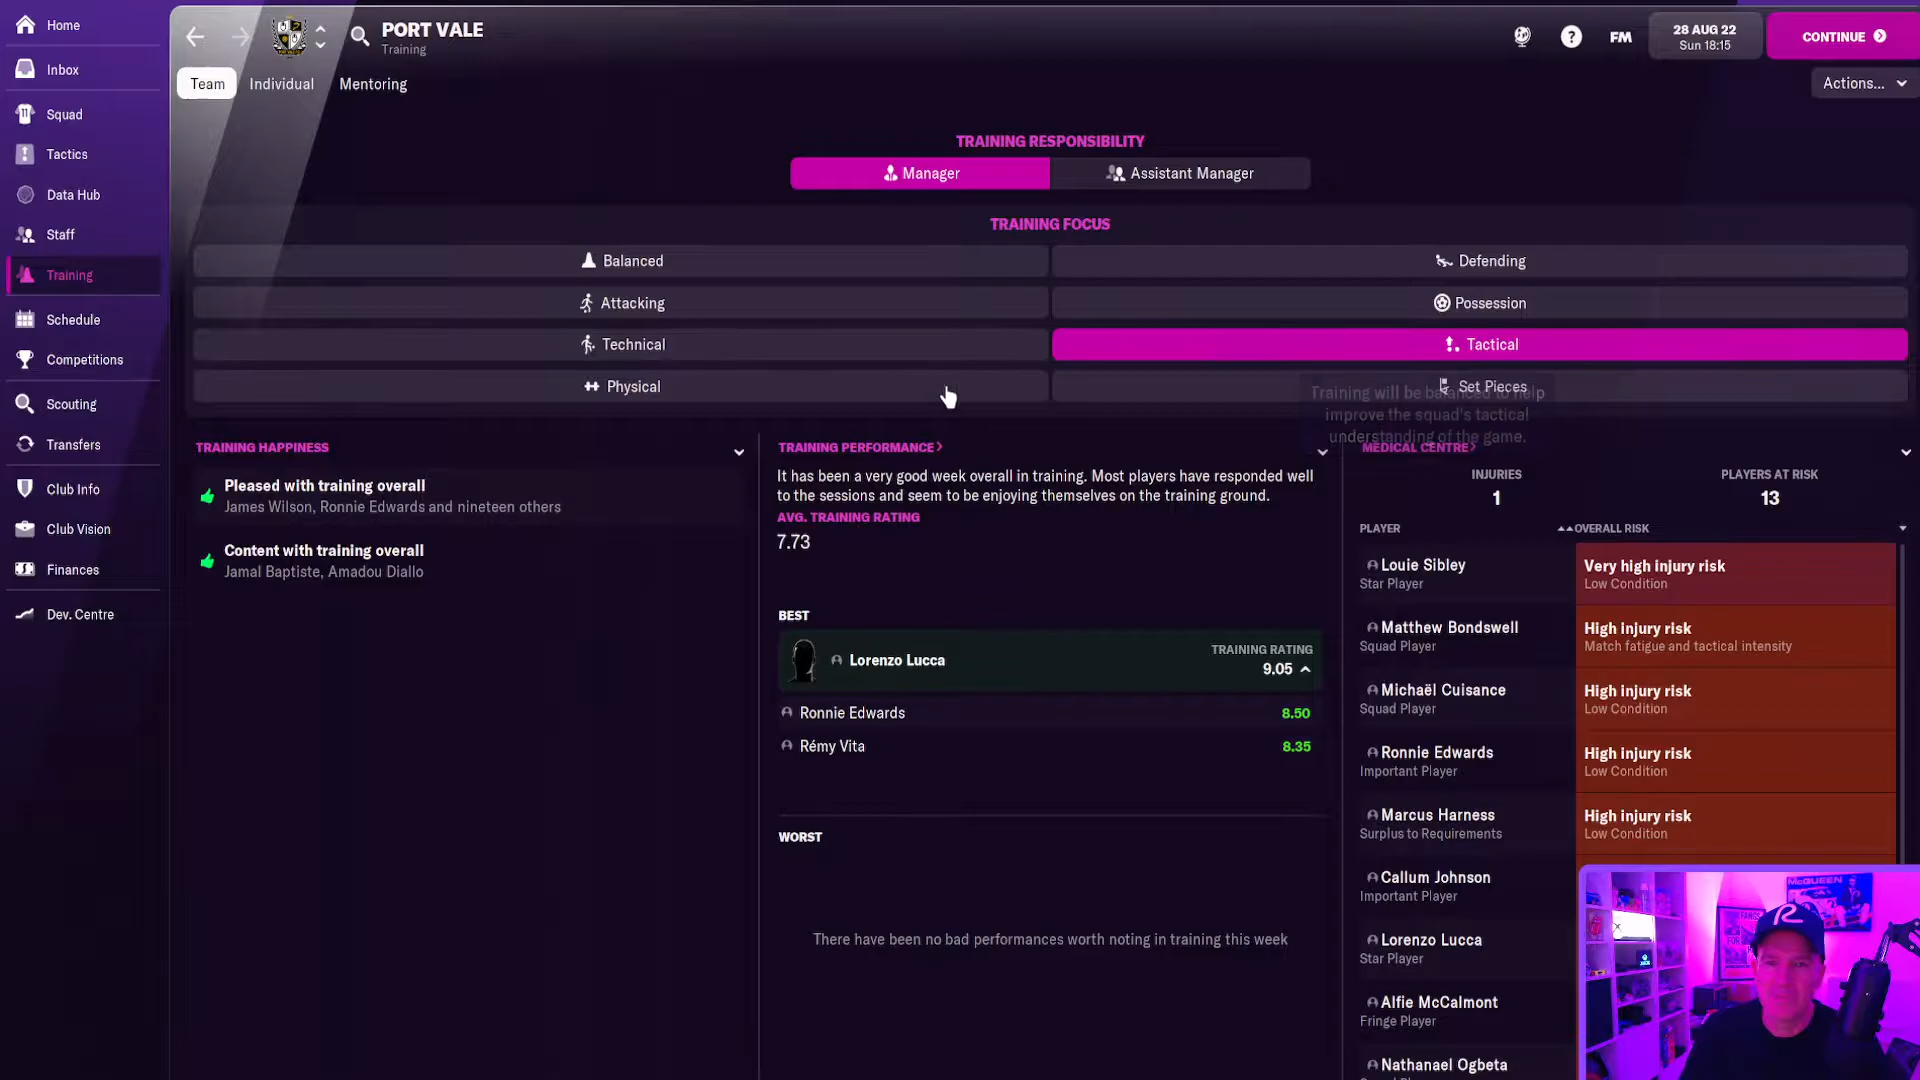 Home
Inbox
Squad
Tactics
Data Hub
Staff
Training
Schedule
Competitions
Scouting
Transfers
Club Info
Club Vision
Finances
Dev. Centre
PORT VALE
Training
FM
28 AUG 22
Sun 18:15
CONTINUE
Team
Individual
Mentoring
Actions...
TRAINING RESPONSIBILITY
Manager
Assistant Manager
TRAINING FOCUS
Balanced
Defending
Attacking
Possession
Technical
Tactical
Physical
Set Pieces
Training will be balanced to help
improve the squad's tactical
understanding of the game.
TRAINING HAPPINESS
Pleased with training overall
James Wilson, Ronnie Edwards and nineteen others
Content with training overall
Jamal Baptiste, Amadou Diallo
TRAINING PERFORMANCE>
It has been a very good week overall in training. Most players have responded well
to the sessions and seem to be enjoying themselves on the training ground.
AVG. TRAINING RATING
7.73
BEST
Lorenzo Lucca
TRAINING RATING
9.05
Ronnie Edwards 8.50
Rémy Vita 8.35
WORST
There have been no bad performances worth noting in training this week
MEDICAL CENTRE>
INJURIES
1
PLAYERS AT RISK
13
PLAYER
OVERALL RISK
Louie Sibley
Star Player
Very high injury risk
Low Condition
Matthew Bondswell
Squad Player
High injury risk
Match fatigue and tactical intensity
Michaël Cuisance
Squad Player
High injury risk
Low Condition
Ronnie Edwards
Important Player
High injury risk
Low Condition
Marcus Harness
Surplus to Requirements
High injury risk
Low Condition
Callum Johnson
Important Player
Lorenzo Lucca
Star Player
Alfie McCalmont
Fringe Player
Nathanael Ogbeta
McQUEEN
FANGS
R